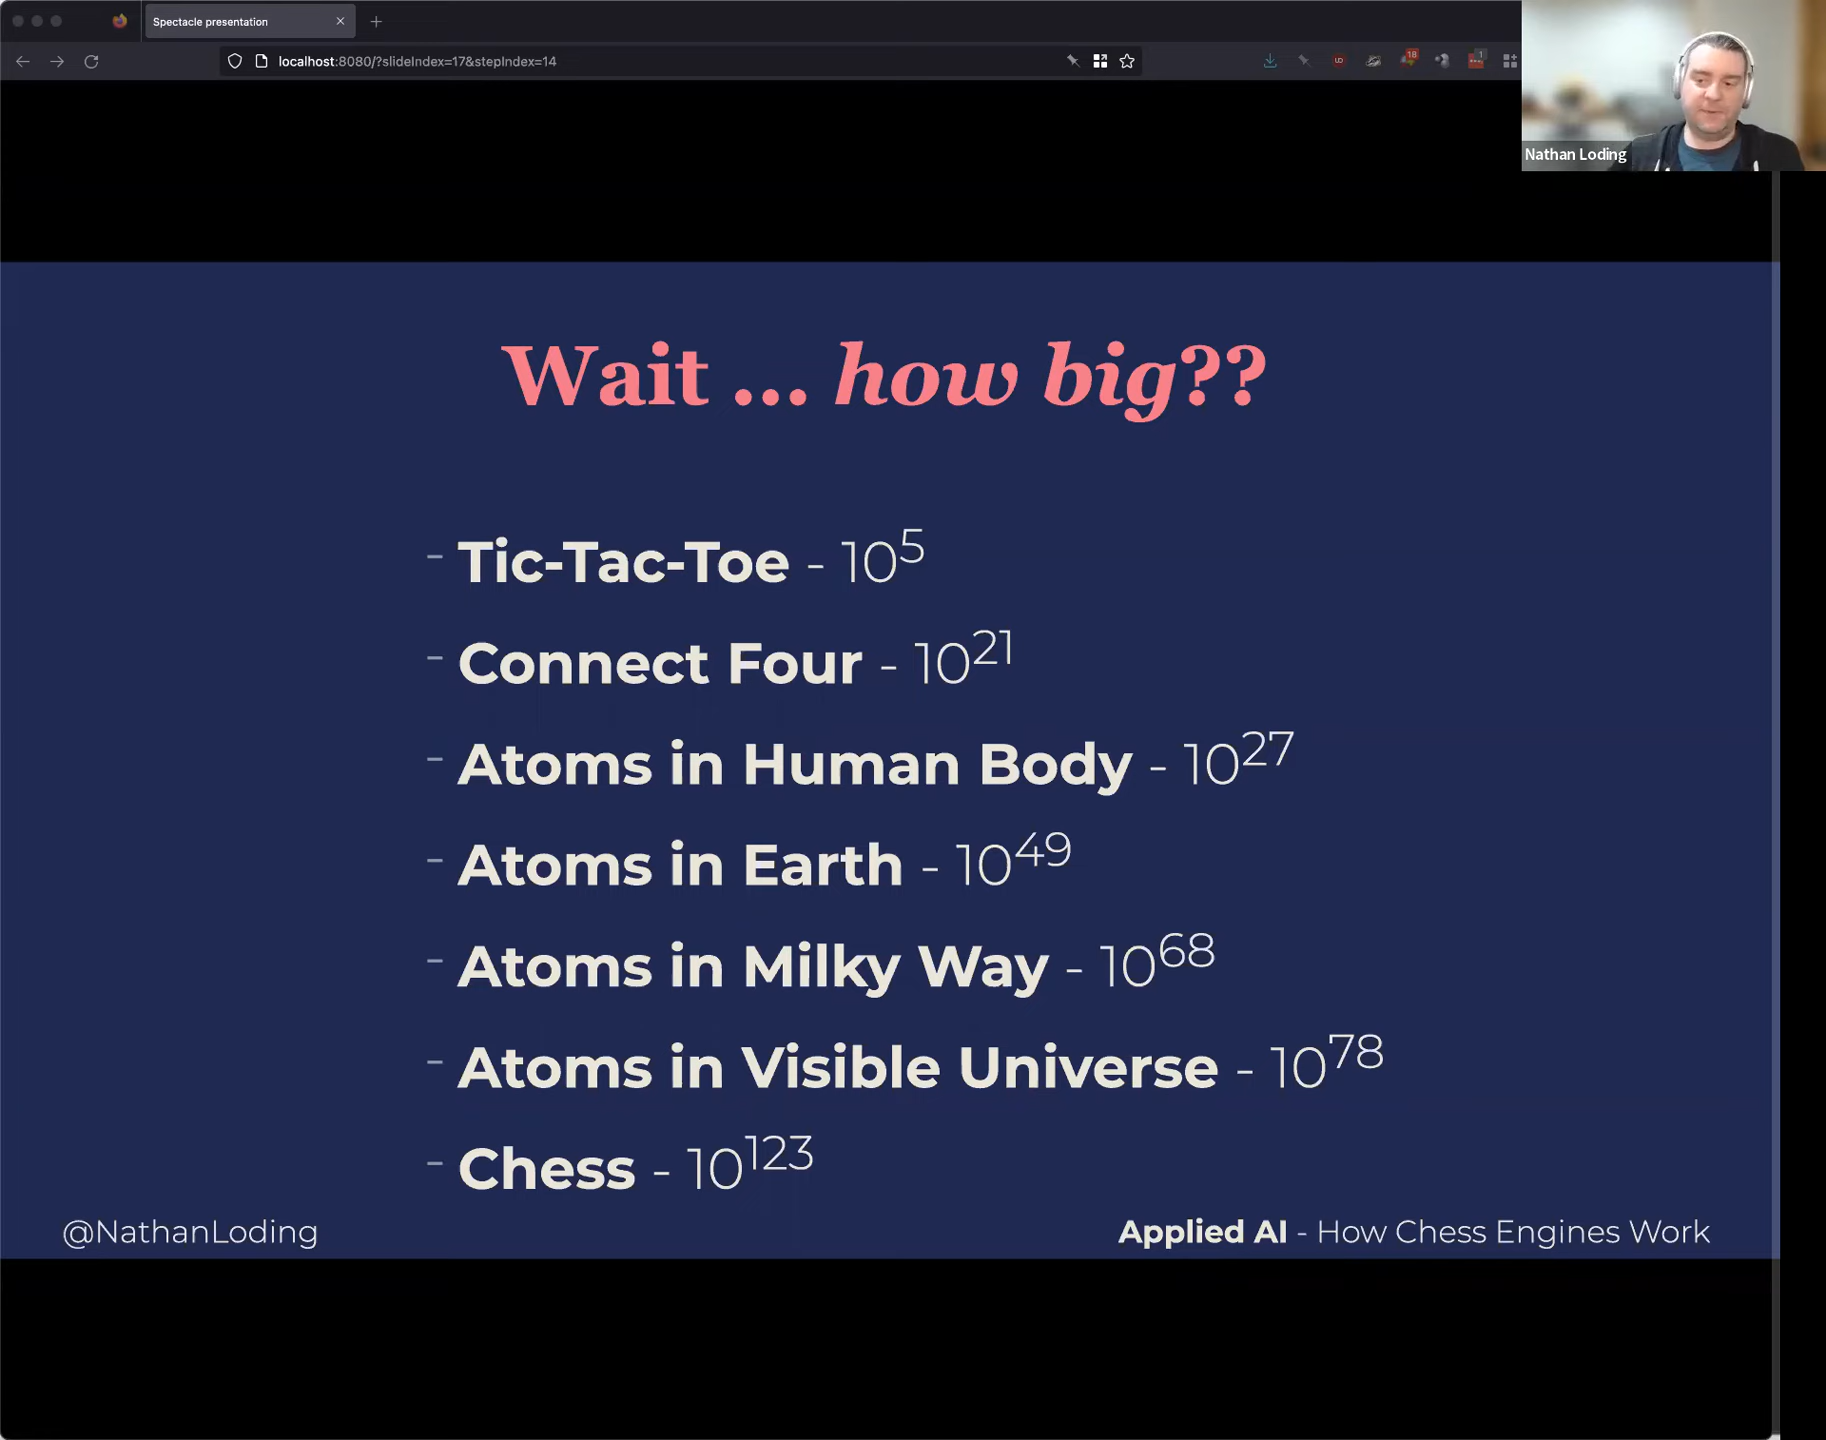 Spectacle presentation
localhost:8080/?slideIndex=17&stepIndex=14
18
1
Nathan Loding
Wait ... how big??
- Tic-Tac-Toe - 10⁵
- Connect Four - 10²¹
- Atoms in Human Body - 10²⁷
- Atoms in Earth - 10⁴⁹
- Atoms in Milky Way - 10⁶⁸
- Atoms in Visible Universe - 10⁷⁸
- Chess - 10¹²³
@NathanLoding
Applied AI - How Chess Engines Work